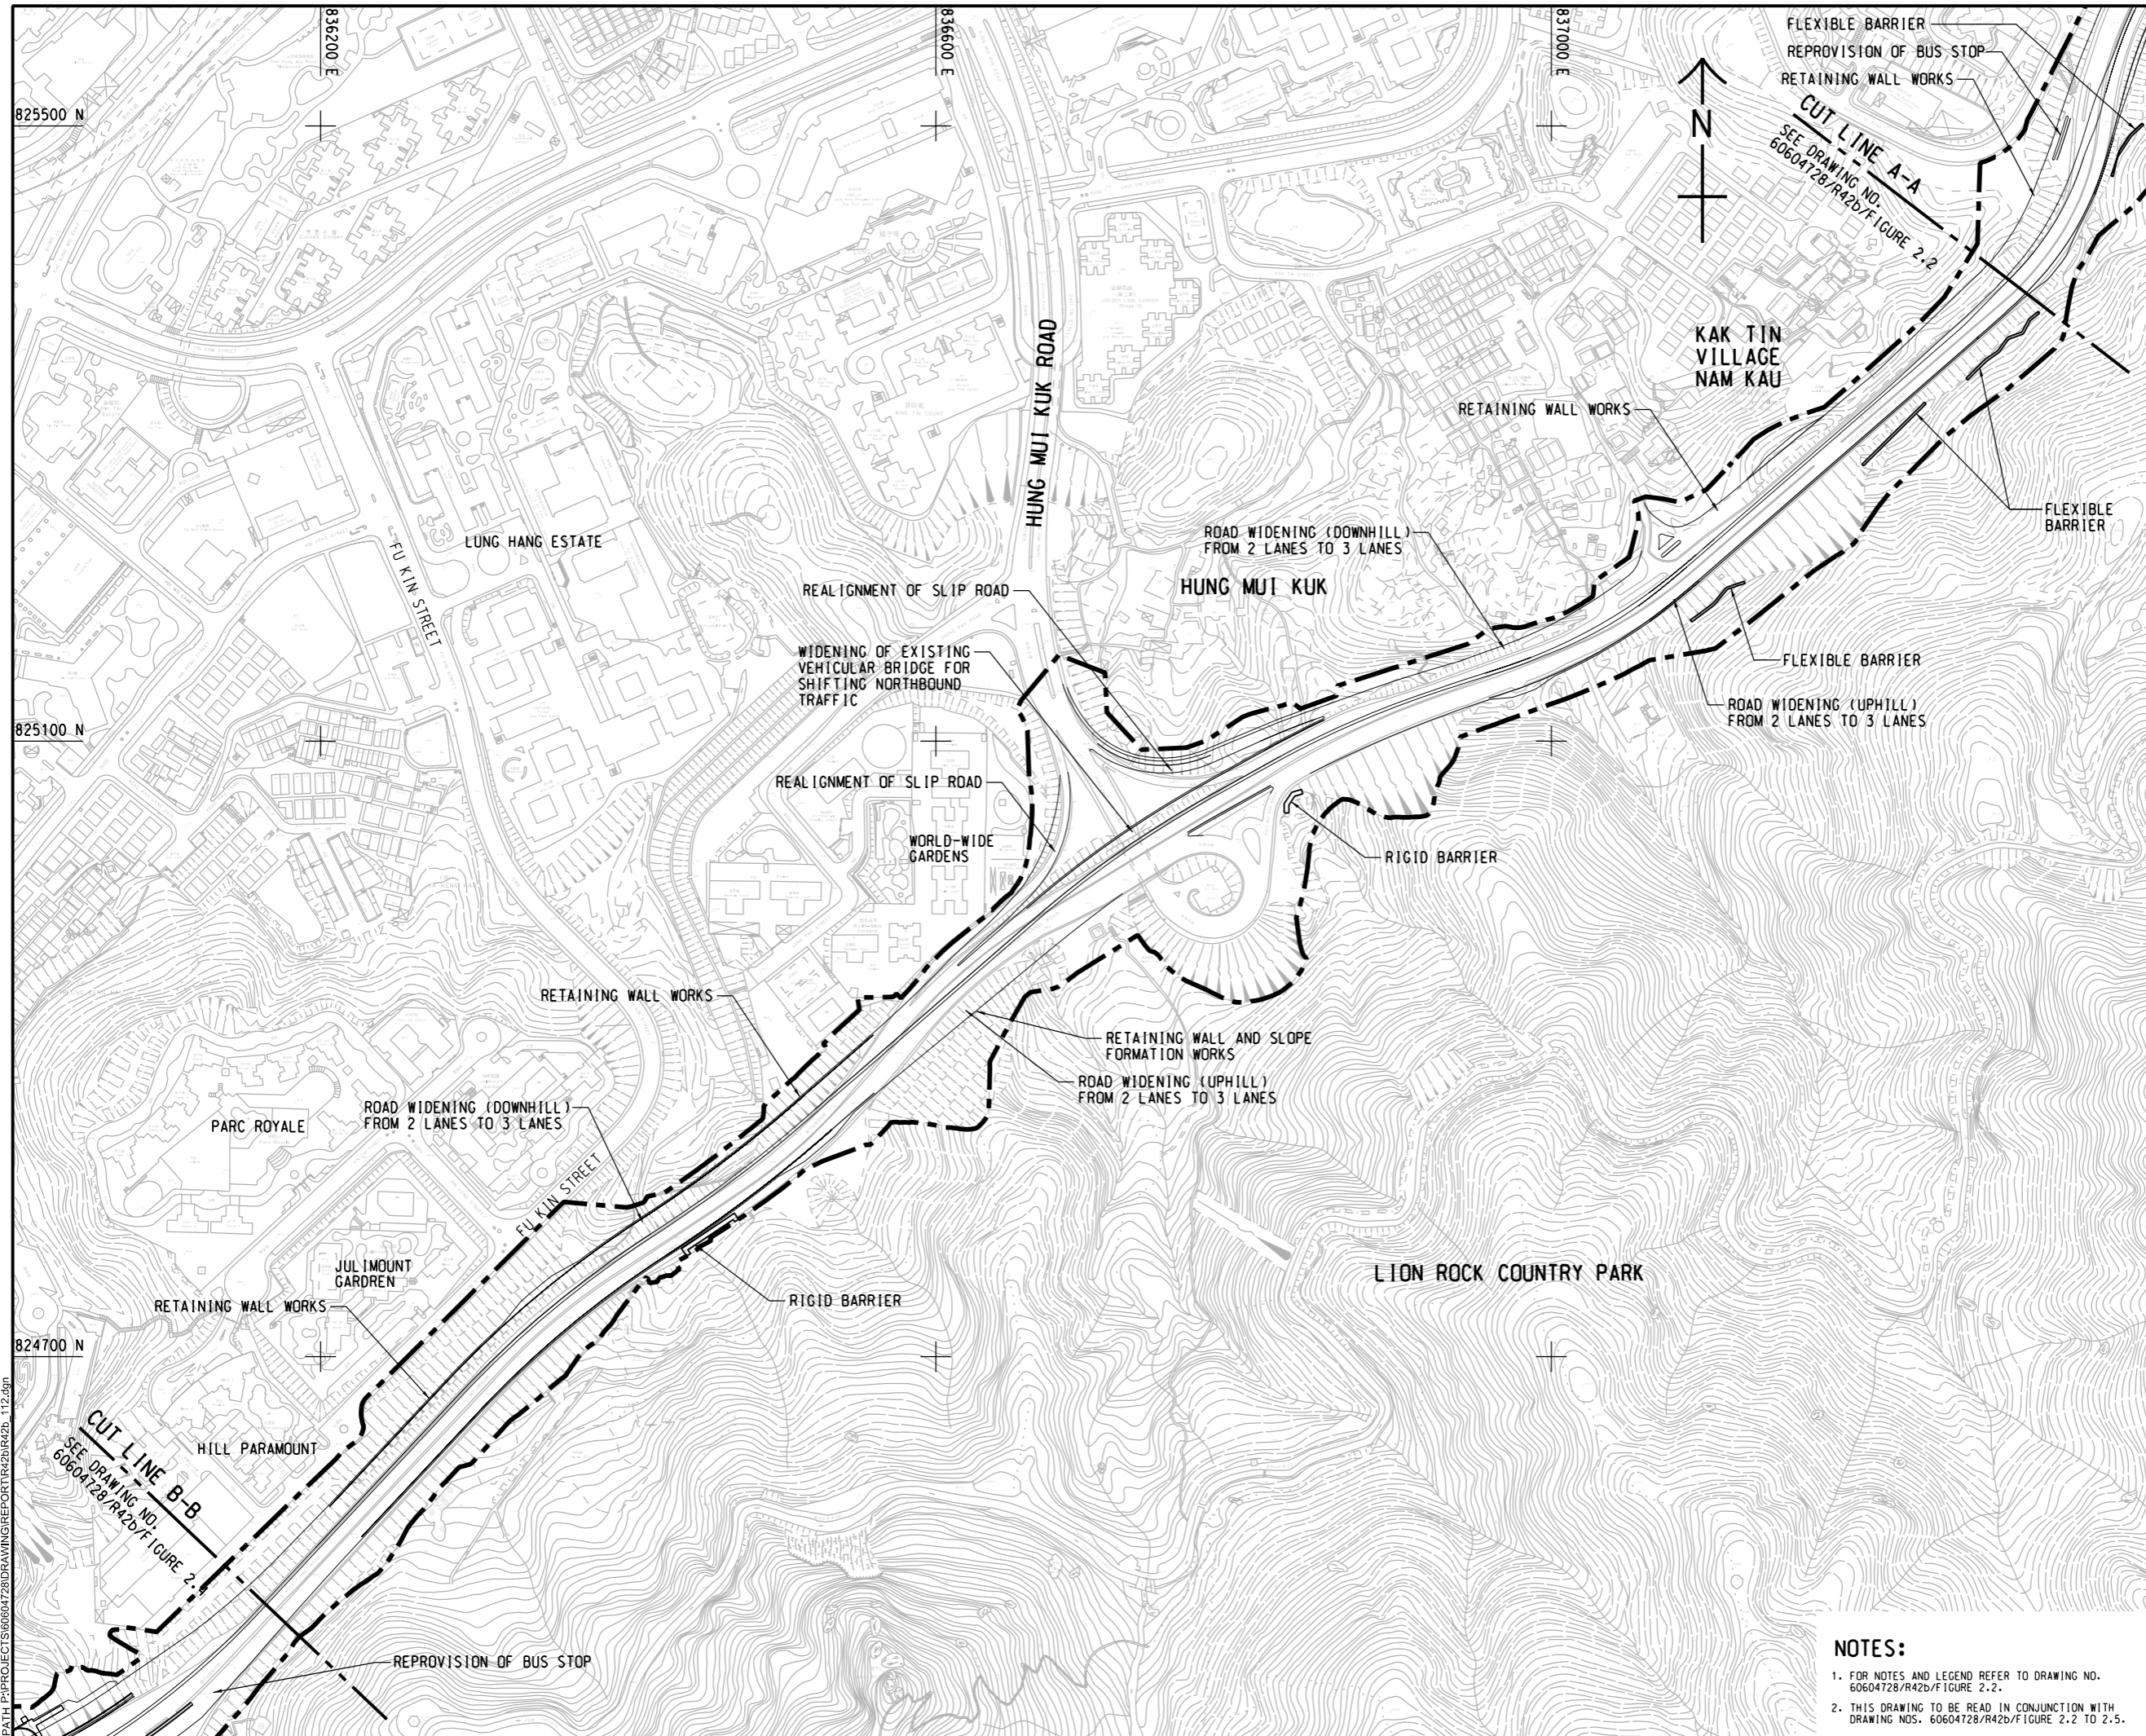 836200 E
836600 E
837000 E
825500 N
825100 N
824700 N
FLEXIBLE BARRIER
REPROVISION OF BUS STOP
RETAINING WALL WORKS
CUT LINE A-A
SEE DRAWING NO.
60604728/R42b/FIGURE 2.2
N
KAK TIN
VILLAGE
NAM KAU
RETAINING WALL WORKS
HUNG MUI KUK ROAD
FLEXIBLE
BARRIER
LUNG HANG ESTATE
FU KIN STREET
ROAD WIDENING (DOWNHILL)
FROM 2 LANES TO 3 LANES
HUNG MUI KUK
REALIGNMENT OF SLIP ROAD
WIDENING OF EXISTING
VEHICULAR BRIDGE FOR
SHIFTING NORTHBOUND
TRAFFIC
FLEXIBLE BARRIER
ROAD WIDENING (UPHILL)
FROM 2 LANES TO 3 LANES
REALIGNMENT OF SLIP ROAD
WORLD-WIDE
GARDENS
RIGID BARRIER
RETAINING WALL WORKS
RETAINING WALL AND SLOPE
FORMATION WORKS
ROAD WIDENING (UPHILL)
FROM 2 LANES TO 3 LANES
ROAD WIDENING (DOWNHILL)
FROM 2 LANES TO 3 LANES
PARC ROYALE
FU KIN STREET
JULIMOUNT
GARDREN
RETAINING WALL WORKS
RIGID BARRIER
LION ROCK COUNTRY PARK
HILL PARAMOUNT
CUT LINE B-B
SEE DRAWING NO.
60604728/R42b/FIGURE 2.4
REPROVISION OF BUS STOP
PATH P:\PROJECTS\60604728\DRAWING\REPORT\R42b\R42b_112.dgn
NOTES:
1. FOR NOTES AND LEGEND REFER TO DRAWING NO.
60604728/R42b/FIGURE 2.2.
2. THIS DRAWING TO BE READ IN CONJUNCTION WITH
DRAWING NOS. 60604728/R42b/FIGURE 2.2 TO 2.5.